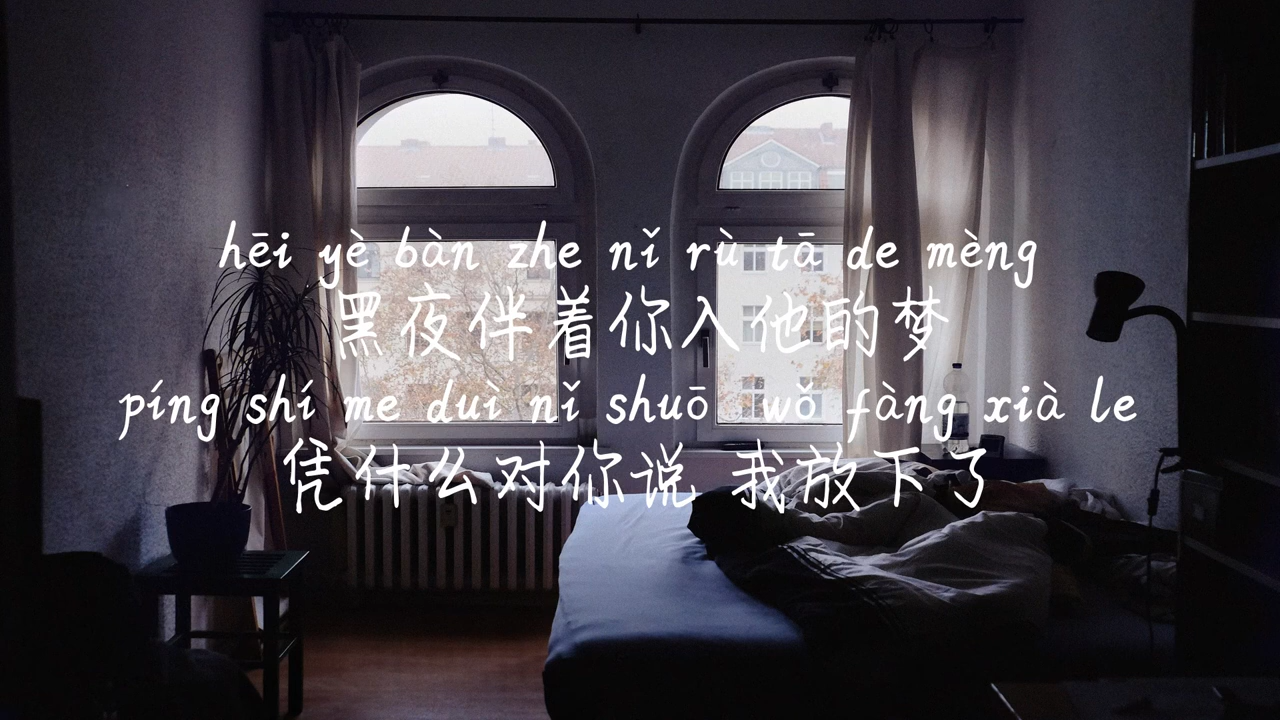 hēi yè bàn zhe nǐ rù tā de mèng
黑夜伴着你入他的梦
píng shí me duì nǐ shuō wǒ fàng xià le
凭什么对你说 我放下了